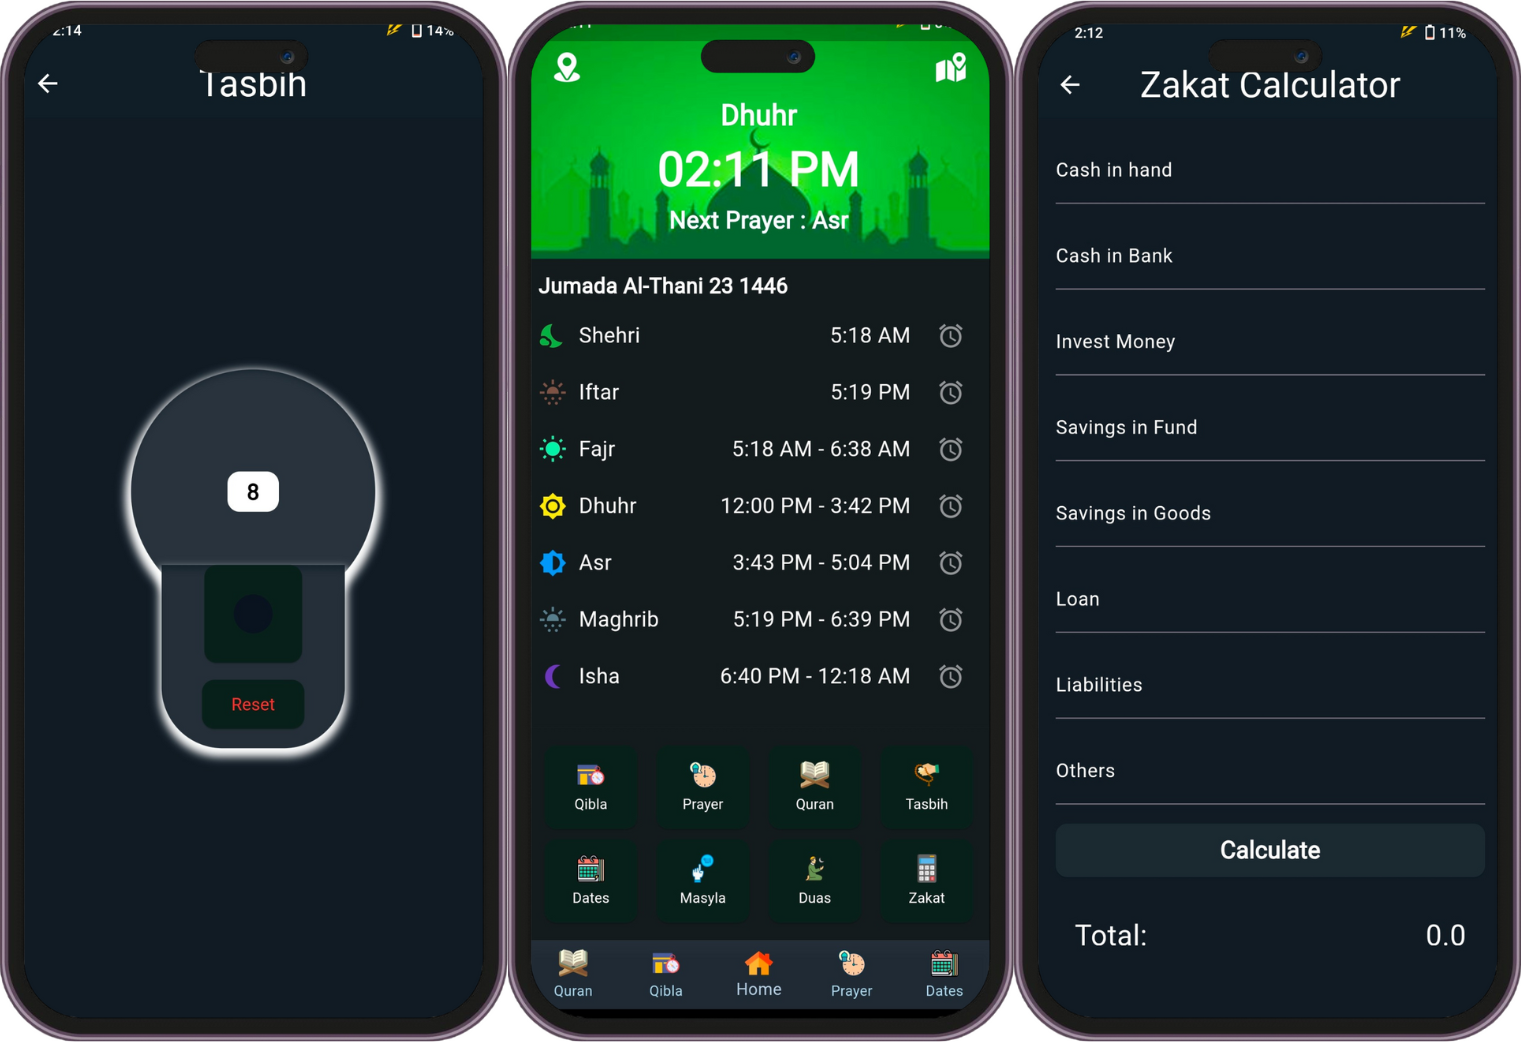 2:14
14%
Tasbih
8
Reset
Dhuhr
02:11 PM
Next Prayer : Asr
Jumada Al-Thani 23 1446
Shehri 5:18 AM
Iftar 5:19 PM
Fajr 5:18 AM - 6:38 AM
Dhuhr 12:00 PM - 3:42 PM
Asr 3:43 PM - 5:04 PM
Maghrib 5:19 PM - 6:39 PM
Isha 6:40 PM - 12:18 AM
Qibla Prayer Quran Tasbih
Dates Masyla Duas Zakat
Quran Qibla Home Prayer Dates
2:12
11%
Zakat Calculator
Cash in hand
Cash in Bank
Invest Money
Savings in Fund
Savings in Goods
Loan
Liabilities
Others
Calculate
Total: 0.0